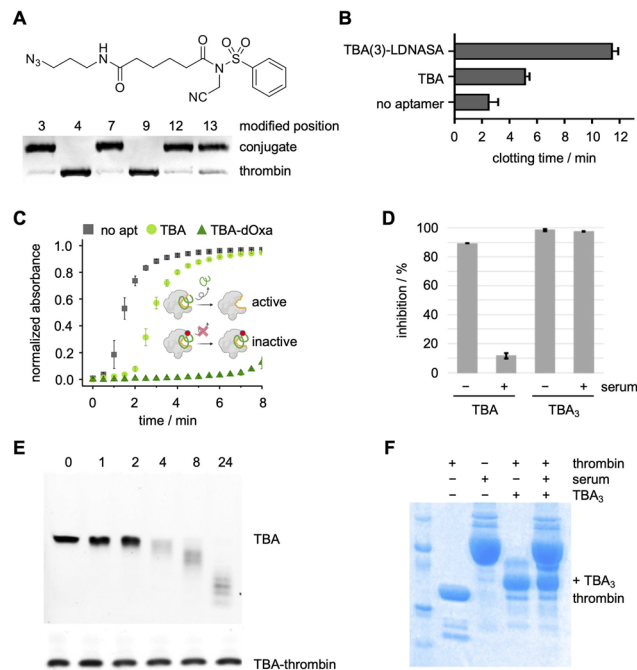 A
N₃
H
N
O
O
N
O
S
O
CN
3 4 7 9 12 13 modified position
conjugate
thrombin
B
TBA(3)-LDNASA
TBA
no aptamer
0 2 4 6 8 10 12
clotting time / min
C
no apt TBA TBA-dOxa
normalized absorbance
1.0
0.8
0.6
0.4
0.2
0.0
active
inactive
0 2 4 6 8
time / min
D
inhibition / %
100
80
60
40
20
0
− + − + serum
TBA TBA₃
E
0 1 2 4 8 24
TBA
TBA-thrombin
F
+ − + + thrombin
− + − + serum
− − + + TBA₃
+ TBA₃
thrombin